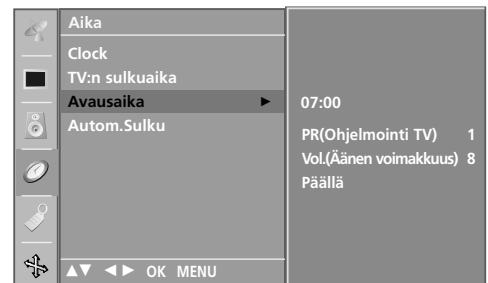 Aika
Clock
TV:n sulkuaika
Avausaika ►
Autom.Sulku
▲▼ ◄► OK MENU
07:00
PR(Ohjelmointi TV) 1
Vol.(Äänen voimakkuus) 8
Päällä